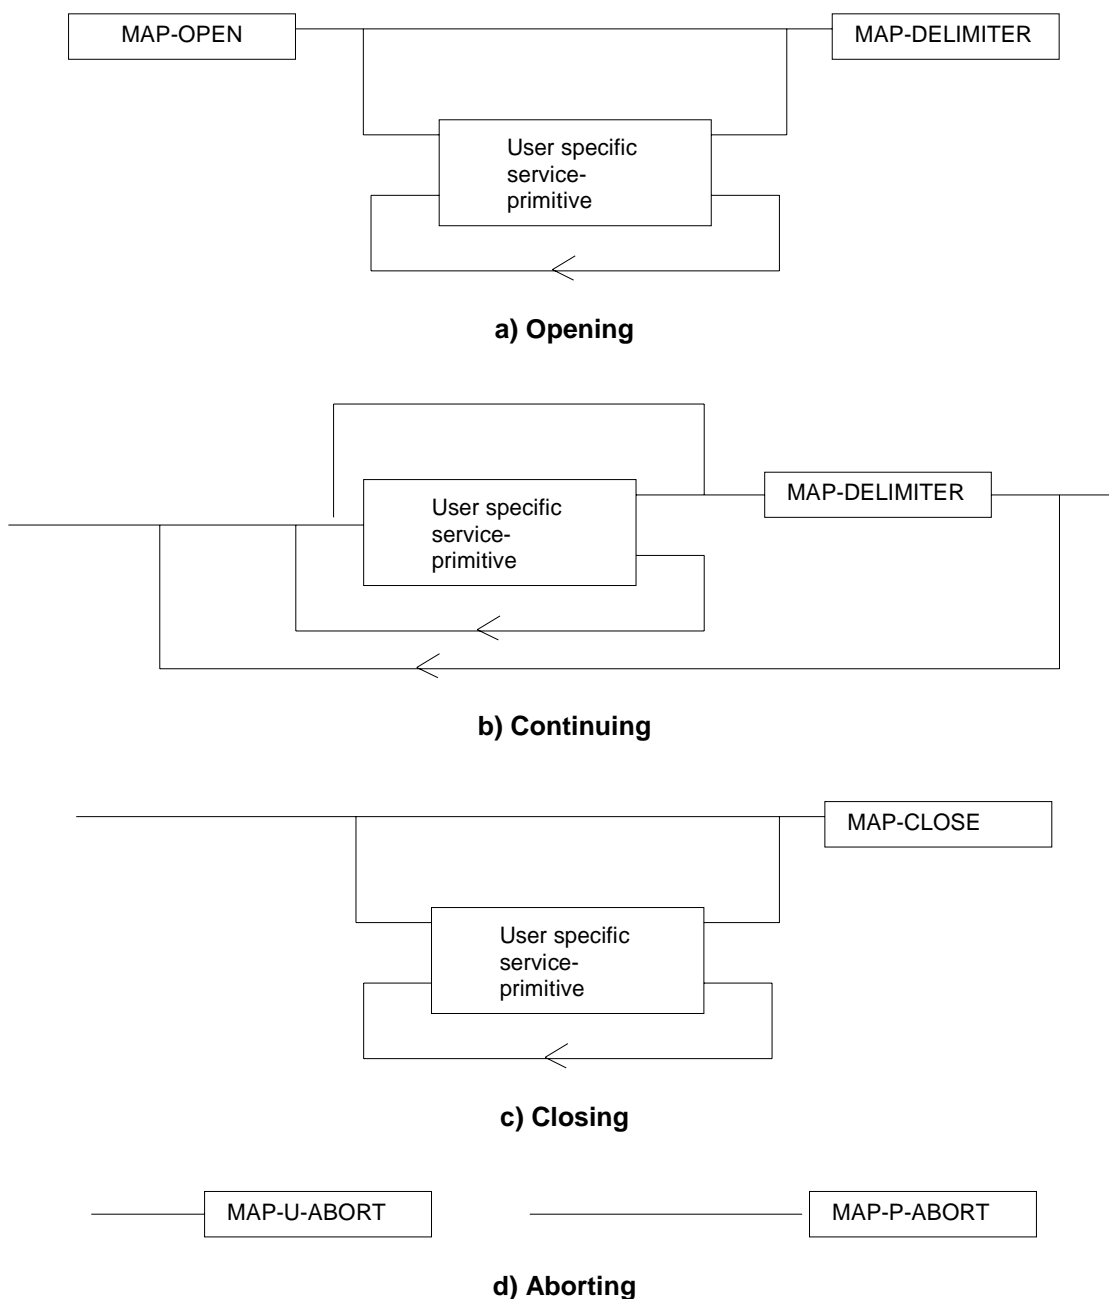 MAP-OPEN
MAP-DELIMITER
User specific
service-
primitive
a) Opening
User specific
service-
primitive
MAP-DELIMITER
b) Continuing
MAP-CLOSE
User specific
service-
primitive
c) Closing
MAP-U-ABORT
MAP-P-ABORT
d) Aborting